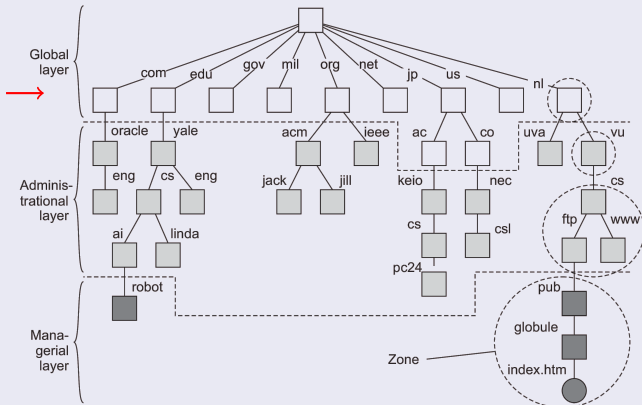 Global
layer
com
edu
gov
mil
org
net
jp
us
nl
oracle
yale
acm
ieee
ac
co
uva
vu
Adminis-
trational
layer
eng
cs
eng
jack
jill
keio
nec
cs
ai
linda
cs
csl
ftp
www
pc24
robot
pub
Mana-
gerial
layer
globule
Zone
index.htm